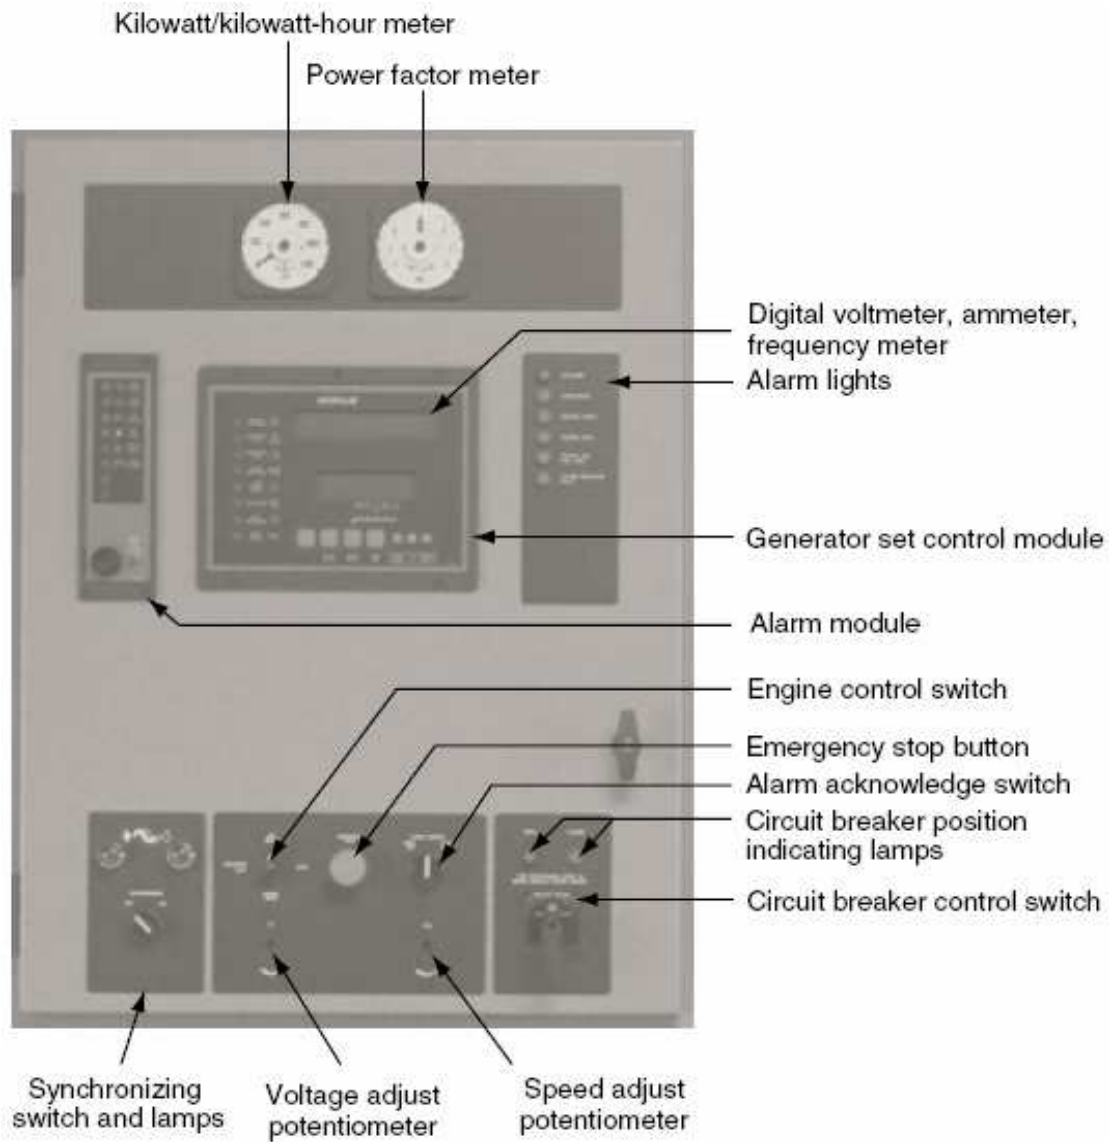 Kilowatt/kilowatt-hour meter
Power factor meter
Digital voltmeter, ammeter,
frequency meter
Alarm lights
Generator set control module
Alarm module
Engine control switch
Emergency stop button
Alarm acknowledge switch
Circuit breaker position
indicating lamps
Circuit breaker control switch
Synchronizing
switch and lamps
Voltage adjust
potentiometer
Speed adjust
potentiometer